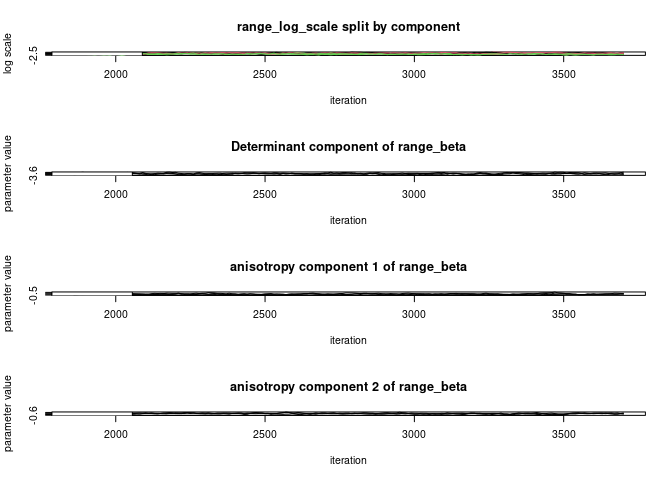 range_log_scale split by component
log scale
-2.5
2000 2500 3000 3500
iteration
Determinant component of range_beta
parameter value
-3.6
2000 2500 3000 3500
iteration
anisotropy component 1 of range_beta
parameter value
-0.5
2000 2500 3000 3500
iteration
anisotropy component 2 of range_beta
parameter value
-0.6
2000 2500 3000 3500
iteration